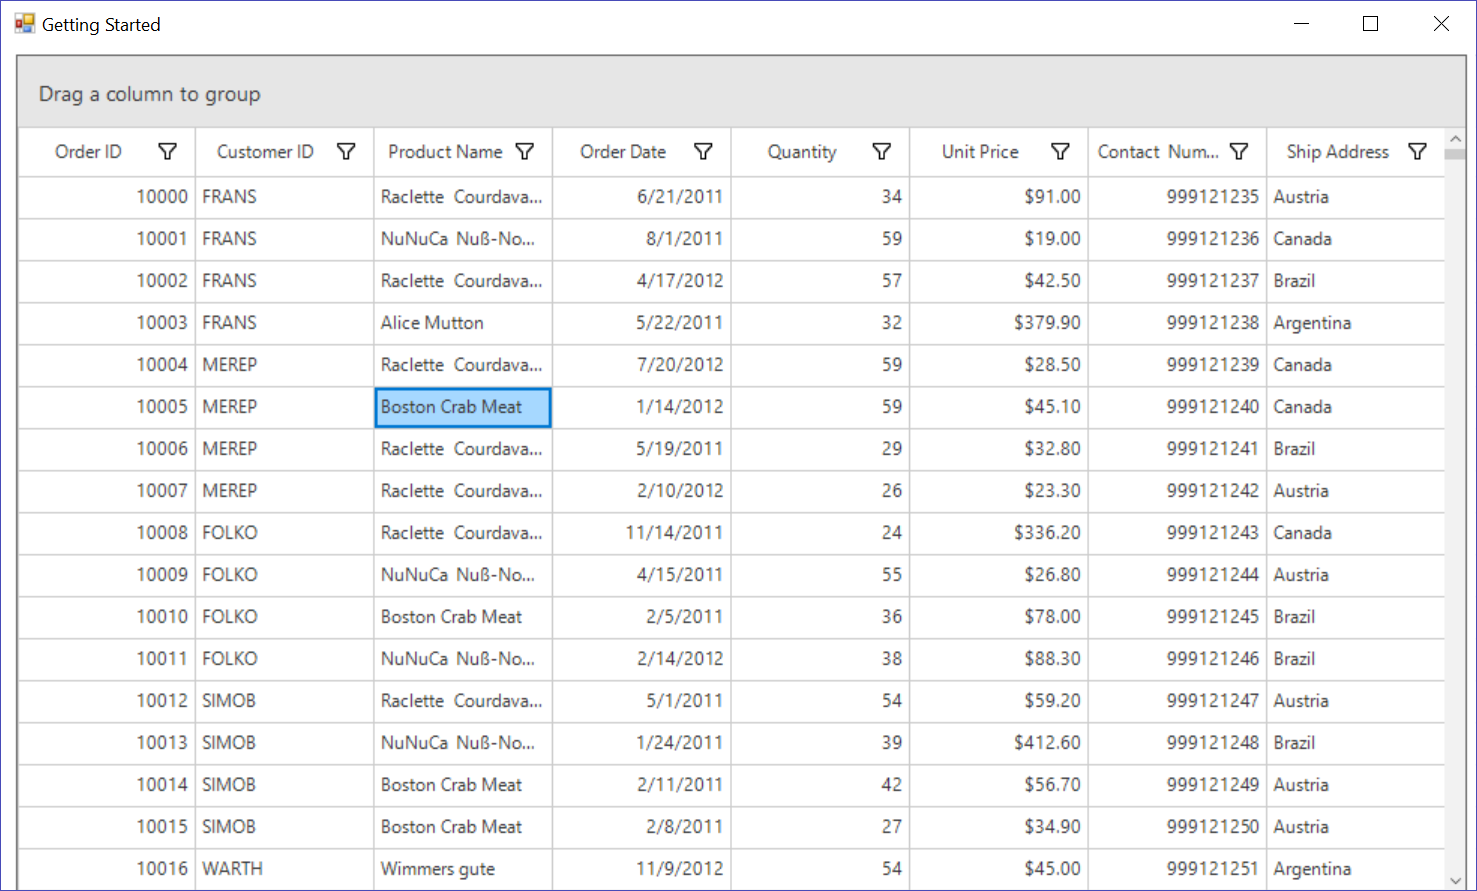 Getting Started
Drag a column to group
Order ID Customer ID Product Name Order Date Quantity Unit Price Contact Num... Ship Address
10000 FRANS Raclette Courdava... 6/21/2011 34 $91.00 999121235 Austria
10001 FRANS NuNuCa Nuß-No... 8/1/2011 59 $19.00 999121236 Canada
10002 FRANS Raclette Courdava... 4/17/2012 57 $42.50 999121237 Brazil
10003 FRANS Alice Mutton 5/22/2011 32 $379.90 999121238 Argentina
10004 MEREP Raclette Courdava... 7/20/2012 59 $28.50 999121239 Canada
10005 MEREP Boston Crab Meat 1/14/2012 59 $45.10 999121240 Canada
10006 MEREP Raclette Courdava... 5/19/2011 29 $32.80 999121241 Brazil
10007 MEREP Raclette Courdava... 2/10/2012 26 $23.30 999121242 Austria
10008 FOLKO Raclette Courdava... 11/14/2011 24 $336.20 999121243 Canada
10009 FOLKO NuNuCa Nuß-No... 4/15/2011 55 $26.80 999121244 Austria
10010 FOLKO Boston Crab Meat 2/5/2011 36 $78.00 999121245 Brazil
10011 FOLKO NuNuCa Nuß-No... 2/14/2012 38 $88.30 999121246 Brazil
10012 SIMOB Raclette Courdava... 5/1/2011 54 $59.20 999121247 Austria
10013 SIMOB NuNuCa Nuß-No... 1/24/2011 39 $412.60 999121248 Brazil
10014 SIMOB Boston Crab Meat 2/11/2011 42 $56.70 999121249 Austria
10015 SIMOB Boston Crab Meat 2/8/2011 27 $34.90 999121250 Austria
10016 WARTH Wimmers gute 11/9/2012 54 $45.00 999121251 Argentina